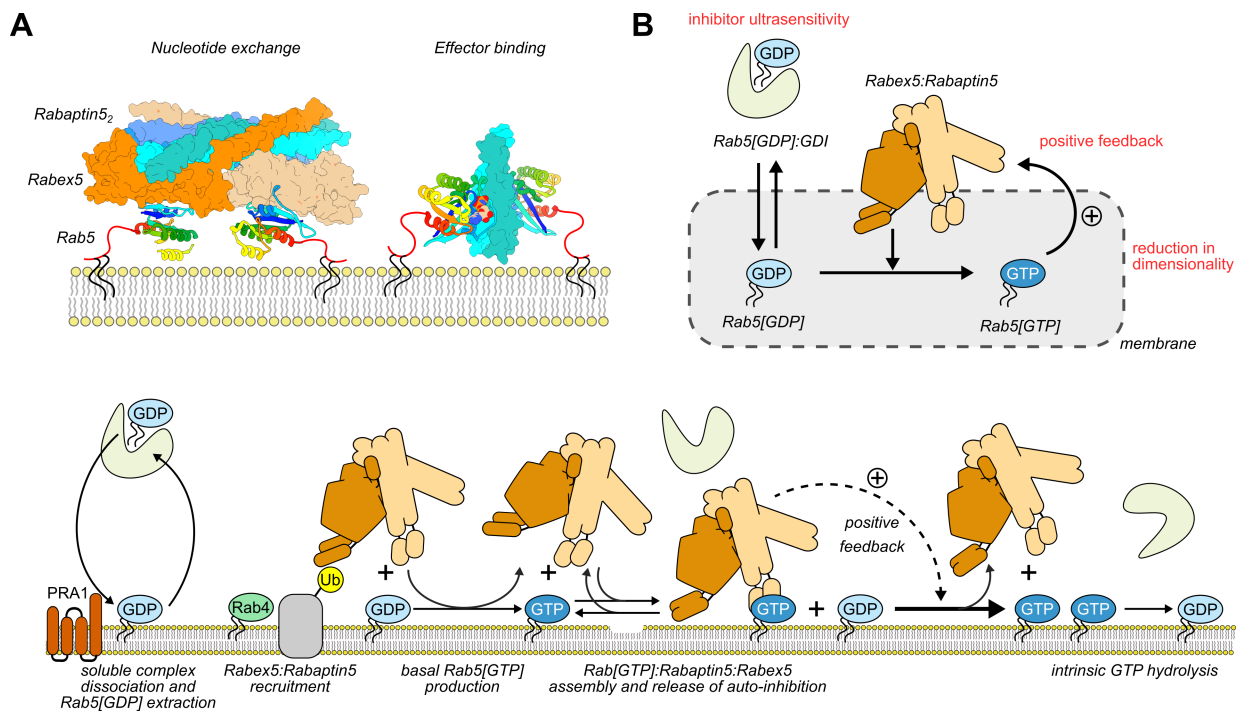 A
Nucleotide exchange
Effector binding
Rabaptin5₂
Rabex5
Rab5
B
inhibitor ultrasensitivity
GDP
Rab5[GDP]:GDI
Rabex5:Rabaptin5
positive feedback
+
reduction in
dimensionality
GDP
GTP
Rab5[GDP]
Rab5[GTP]
membrane
GDP
PRA1
GDP
soluble complex
dissociation and
Rab5[GDP] extraction
Rab4
Ub
Rabex5:Rabaptin5
recruitment
+
GDP
basal Rab5[GTP]
production
+
GTP
Rab[GTP]:Rabaptin5:Rabex5
assembly and release of auto-inhibition
GTP
+
GDP
+
positive
feedback
+
GTP
GTP
GDP
intrinsic GTP hydrolysis